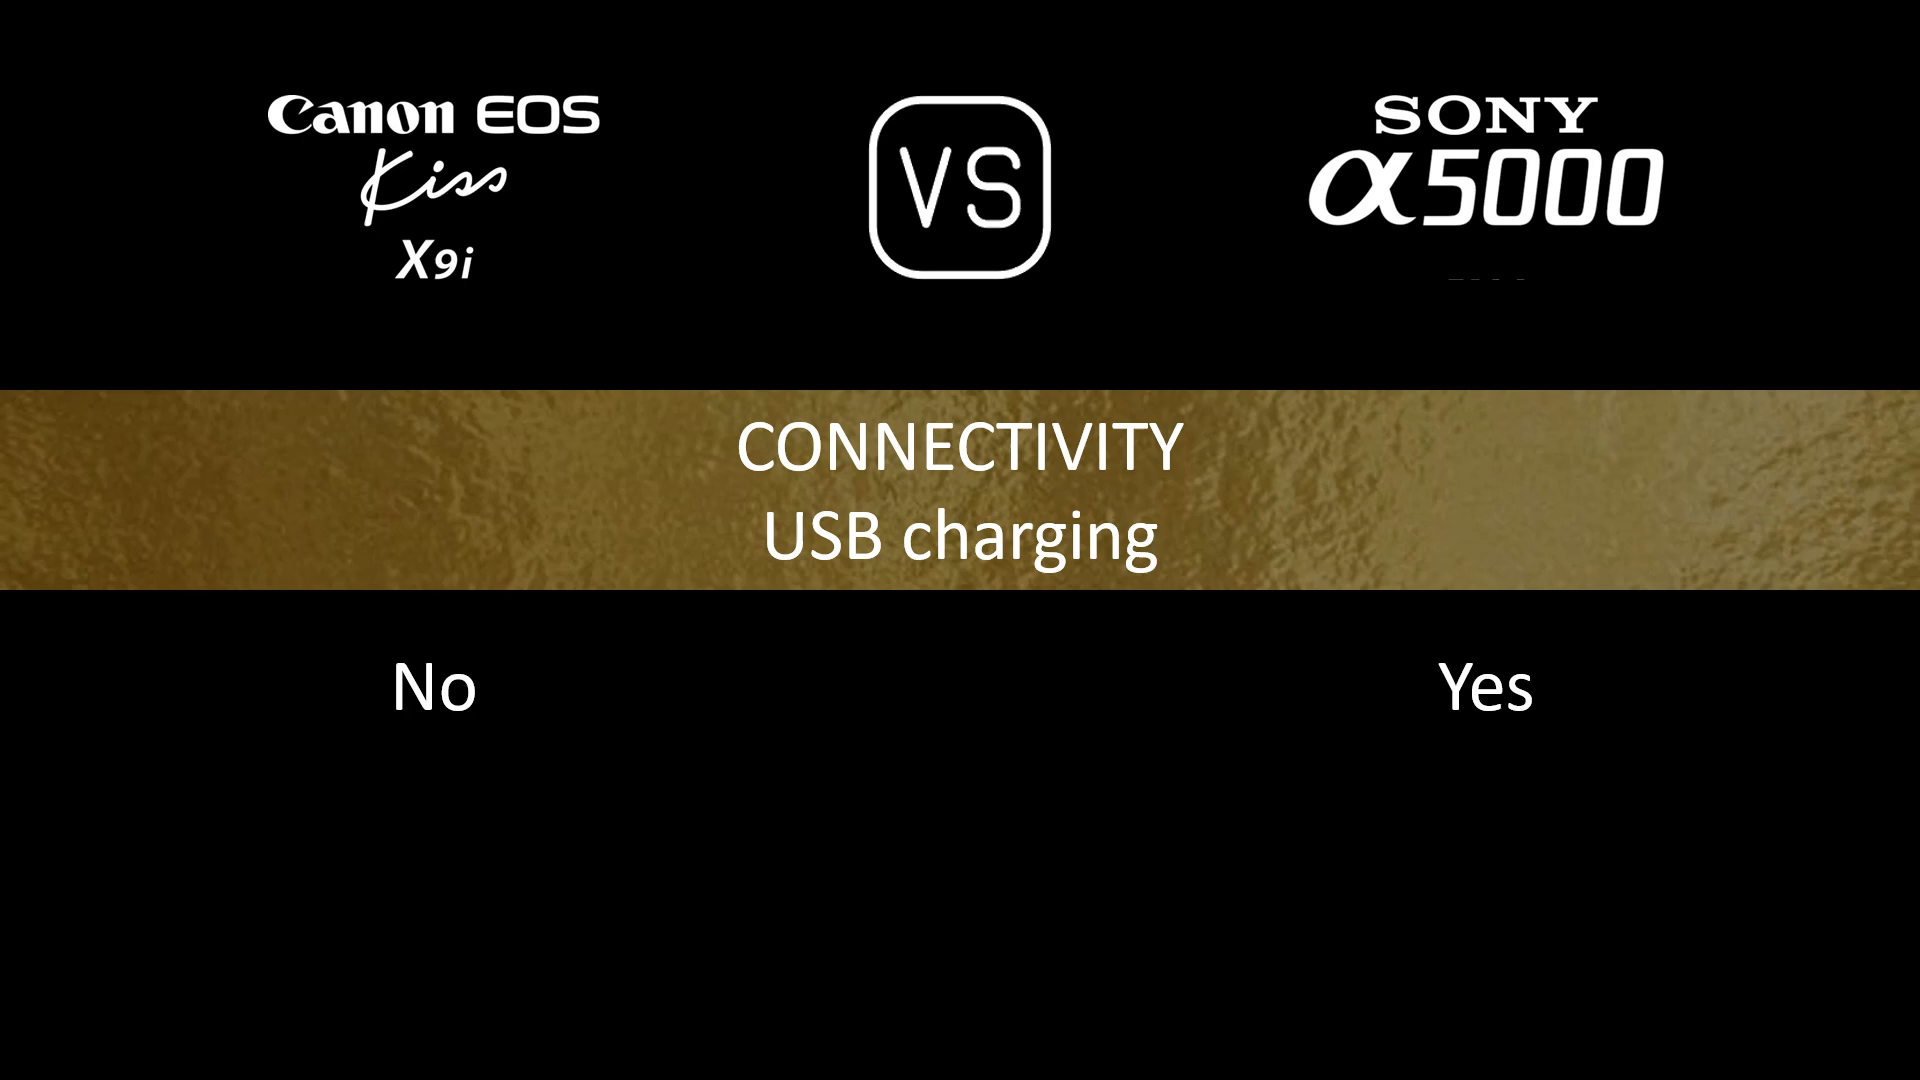 Canon EOS
Kiss
X9i
VS
SONY
α5000
CONNECTIVITY
USB charging
No
Yes